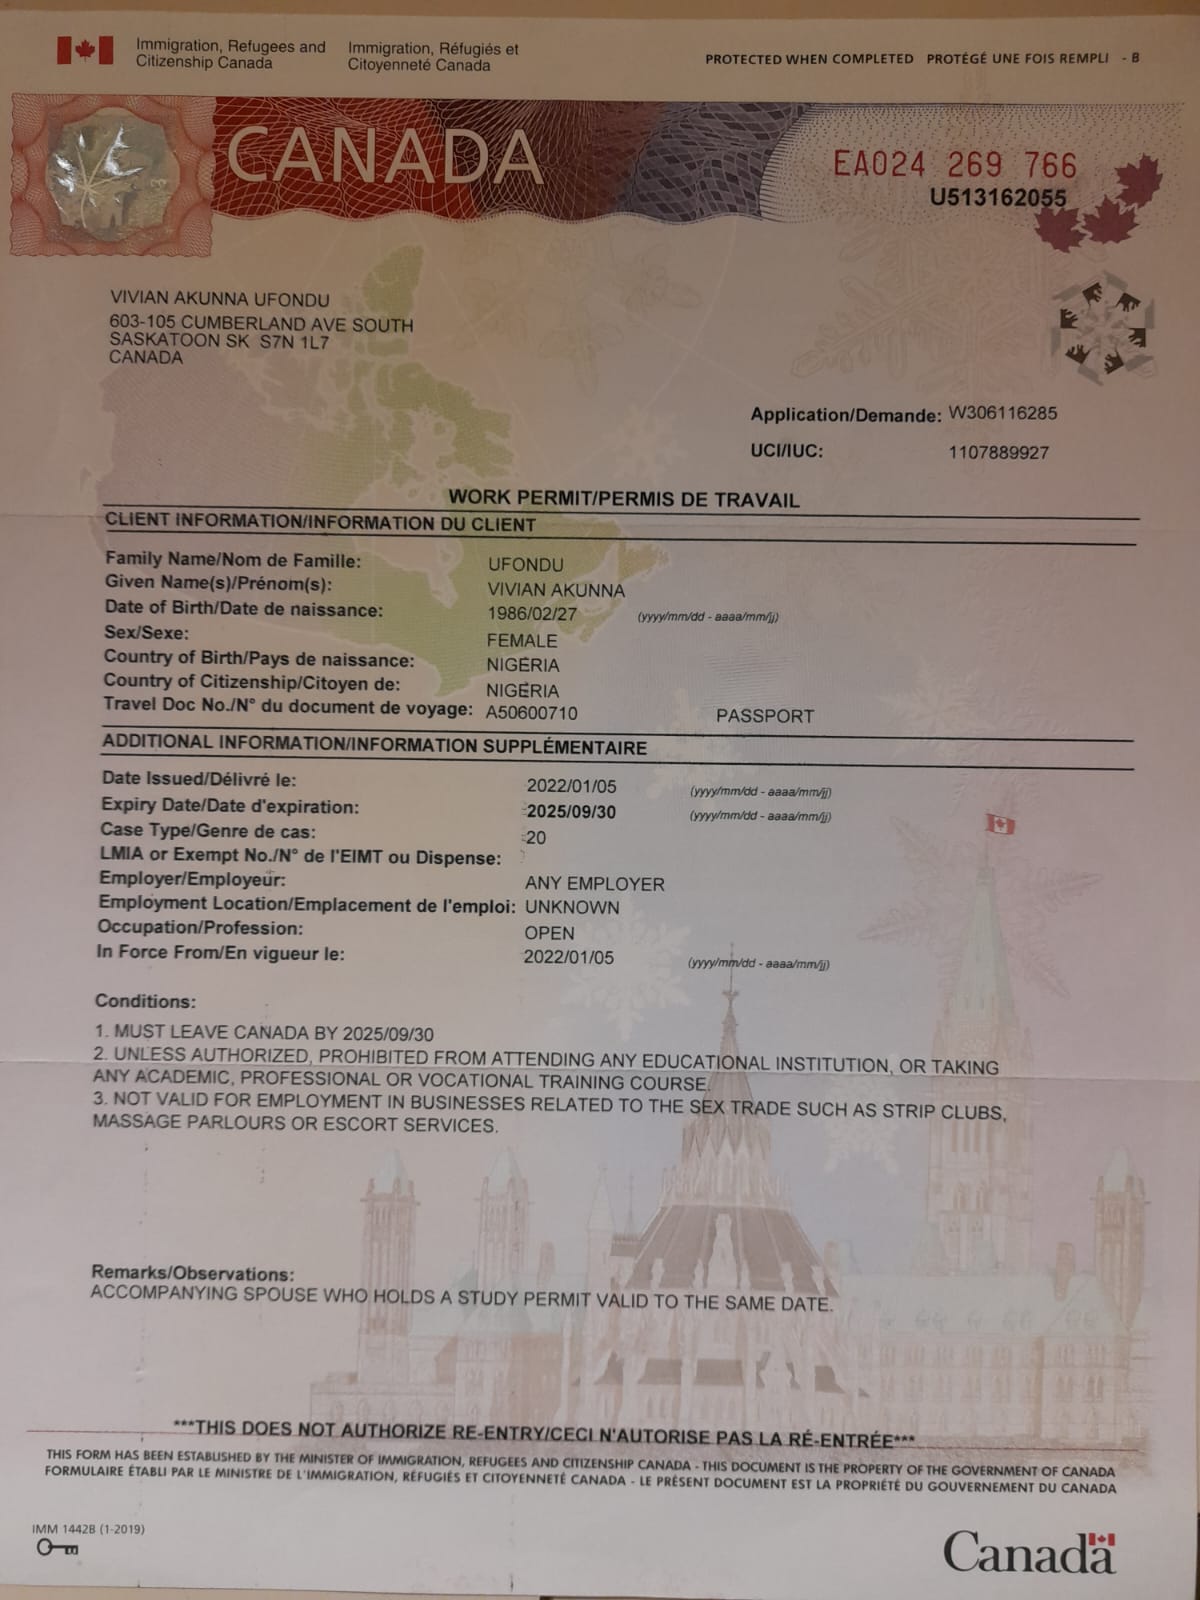 Immigration, Refugees and Citizenship Canada
Immigration, Réfugiés et Citoyenneté Canada
PROTECTED WHEN COMPLETED PROTÉGÉ UNE FOIS REMPLI - B
CANADA
EA024 269 766
U513162055
VIVIAN AKUNNA UFONDU
603-105 CUMBERLAND AVE SOUTH
SASKATOON SK S7N 1L7
CANADA
Application/Demande: W306116285
UCI/IUC: 1107889927
WORK PERMIT/PERMIS DE TRAVAIL
CLIENT INFORMATION/INFORMATION DU CLIENT
Family Name/Nom de Famille: UFONDU
Given Name(s)/Prénom(s): VIVIAN AKUNNA
Date of Birth/Date de naissance: 1986/02/27 (yyyy/mm/dd - aaaa/mm/jj)
Sex/Sexe: FEMALE
Country of Birth/Pays de naissance: NIGERIA
Country of Citizenship/Citoyen de: NIGERIA
Travel Doc No./N° du document de voyage: A50600710 PASSPORT
ADDITIONAL INFORMATION/INFORMATION SUPPLÉMENTAIRE
Date Issued/Délivré le: 2022/01/05 (yyyy/mm/dd - aaaa/mm/jj)
Expiry Date/Date d'expiration: 2025/09/30 (yyyy/mm/dd - aaaa/mm/jj)
Case Type/Genre de cas: 20
LMIA or Exempt No./N° de l'EIMT ou Dispense:
Employer/Employeur: ANY EMPLOYER
Employment Location/Emplacement de l'emploi: UNKNOWN
Occupation/Profession: OPEN
In Force From/En vigueur le: 2022/01/05 (yyyy/mm/dd - aaaa/mm/jj)
Conditions:
1. MUST LEAVE CANADA BY 2025/09/30
2. UNLESS AUTHORIZED, PROHIBITED FROM ATTENDING ANY EDUCATIONAL INSTITUTION, OR TAKING
ANY ACADEMIC, PROFESSIONAL OR VOCATIONAL TRAINING COURSE.
3. NOT VALID FOR EMPLOYMENT IN BUSINESSES RELATED TO THE SEX TRADE SUCH AS STRIP CLUBS,
MASSAGE PARLOURS OR ESCORT SERVICES.
Remarks/Observations:
ACCOMPANYING SPOUSE WHO HOLDS A STUDY PERMIT VALID TO THE SAME DATE.
***THIS DOES NOT AUTHORIZE RE-ENTRY/CECI N'AUTORISE PAS LA RÉ-ENTRÉE***
THIS FORM HAS BEEN ESTABLISHED BY THE MINISTER OF IMMIGRATION, REFUGEES AND CITIZENSHIP CANADA - THIS DOCUMENT IS THE PROPERTY OF THE GOVERNMENT OF CANADA
FORMULAIRE ÉTABLI PAR LE MINISTRE DE L'IMMIGRATION, RÉFUGIÉS ET CITOYENNETÉ CANADA - LE PRÉSENT DOCUMENT EST LA PROPRIÉTÉ DU GOUVERNEMENT DU CANADA
IMM 1442B (1-2019)
Canada